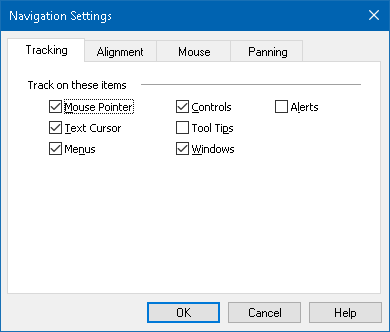 Navigation Settings
Tracking Alignment Mouse Panning
Track on these items
Mouse Pointer Controls Alerts
Text Cursor Tool Tips
Menus Windows
OK Cancel Help